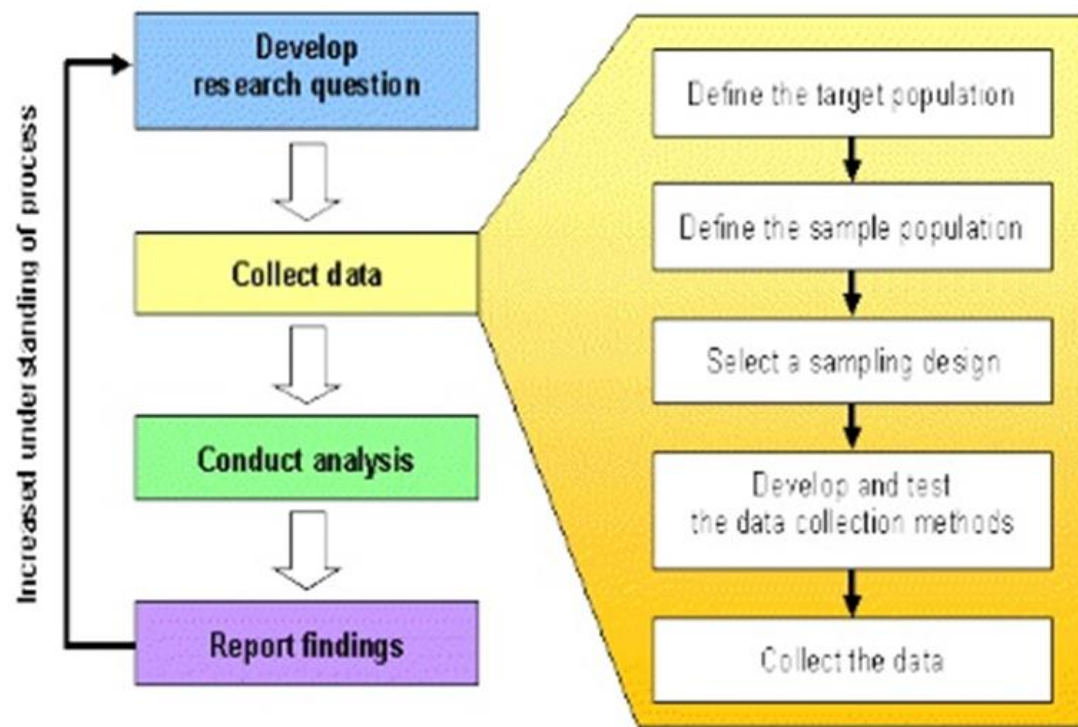 Increased understanding of process
Develop
research question
Collect data
Conduct analysis
Report findings
Define the target population
Define the sample population
Select a sampling design
Develop and test
the data collection methods
Collect the data